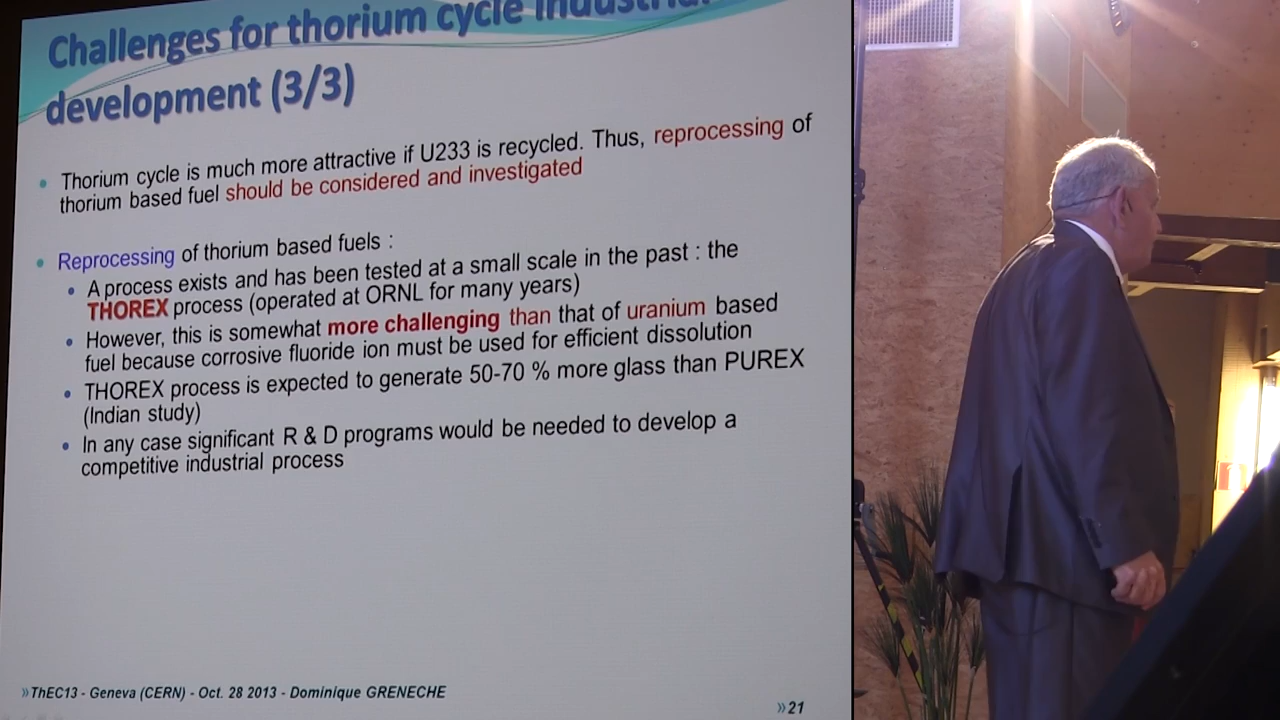 Challenges for thorium cycle industrial
development (3/3)
Thorium cycle is much more attractive if U233 is recycled. Thus, reprocessing of
thorium based fuel should be considered and investigated
Reprocessing of thorium based fuels :
A process exists and has been tested at a small scale in the past : the
THOREX process (operated at ORNL for many years)
However, this is somewhat more challenging than that of uranium based
fuel because corrosive fluoride ion must be used for efficient dissolution
THOREX process is expected to generate 50-70 % more glass than PUREX
(Indian study)
In any case significant R & D programs would be needed to develop a
competitive industrial process
»ThEC13 - Geneva (CERN) - Oct. 28 2013 - Dominique GRENECHE
»21